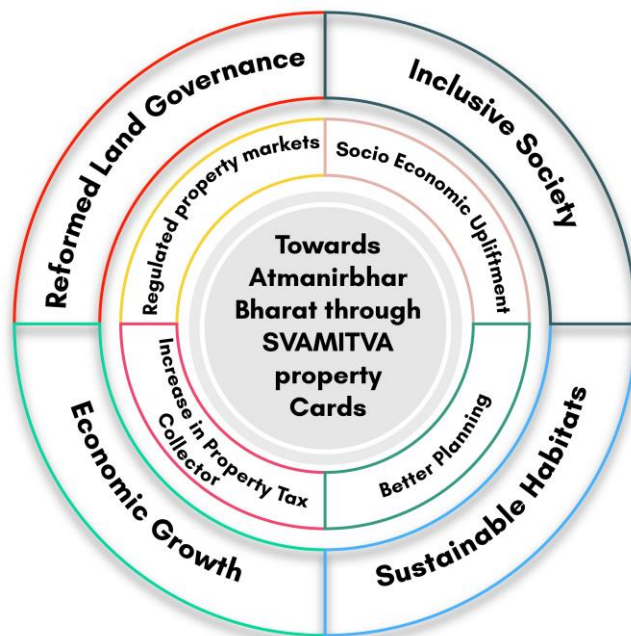 Reformed Land Governance
Inclusive Society
Regulated property markets
Socio Economic Upliftment
Towards
Atmanirbhar
Bharat through
SVAMITVA
property
Cards
Increase in Property Tax
Collector
Better Planning
Economic Growth
Sustainable Habitats